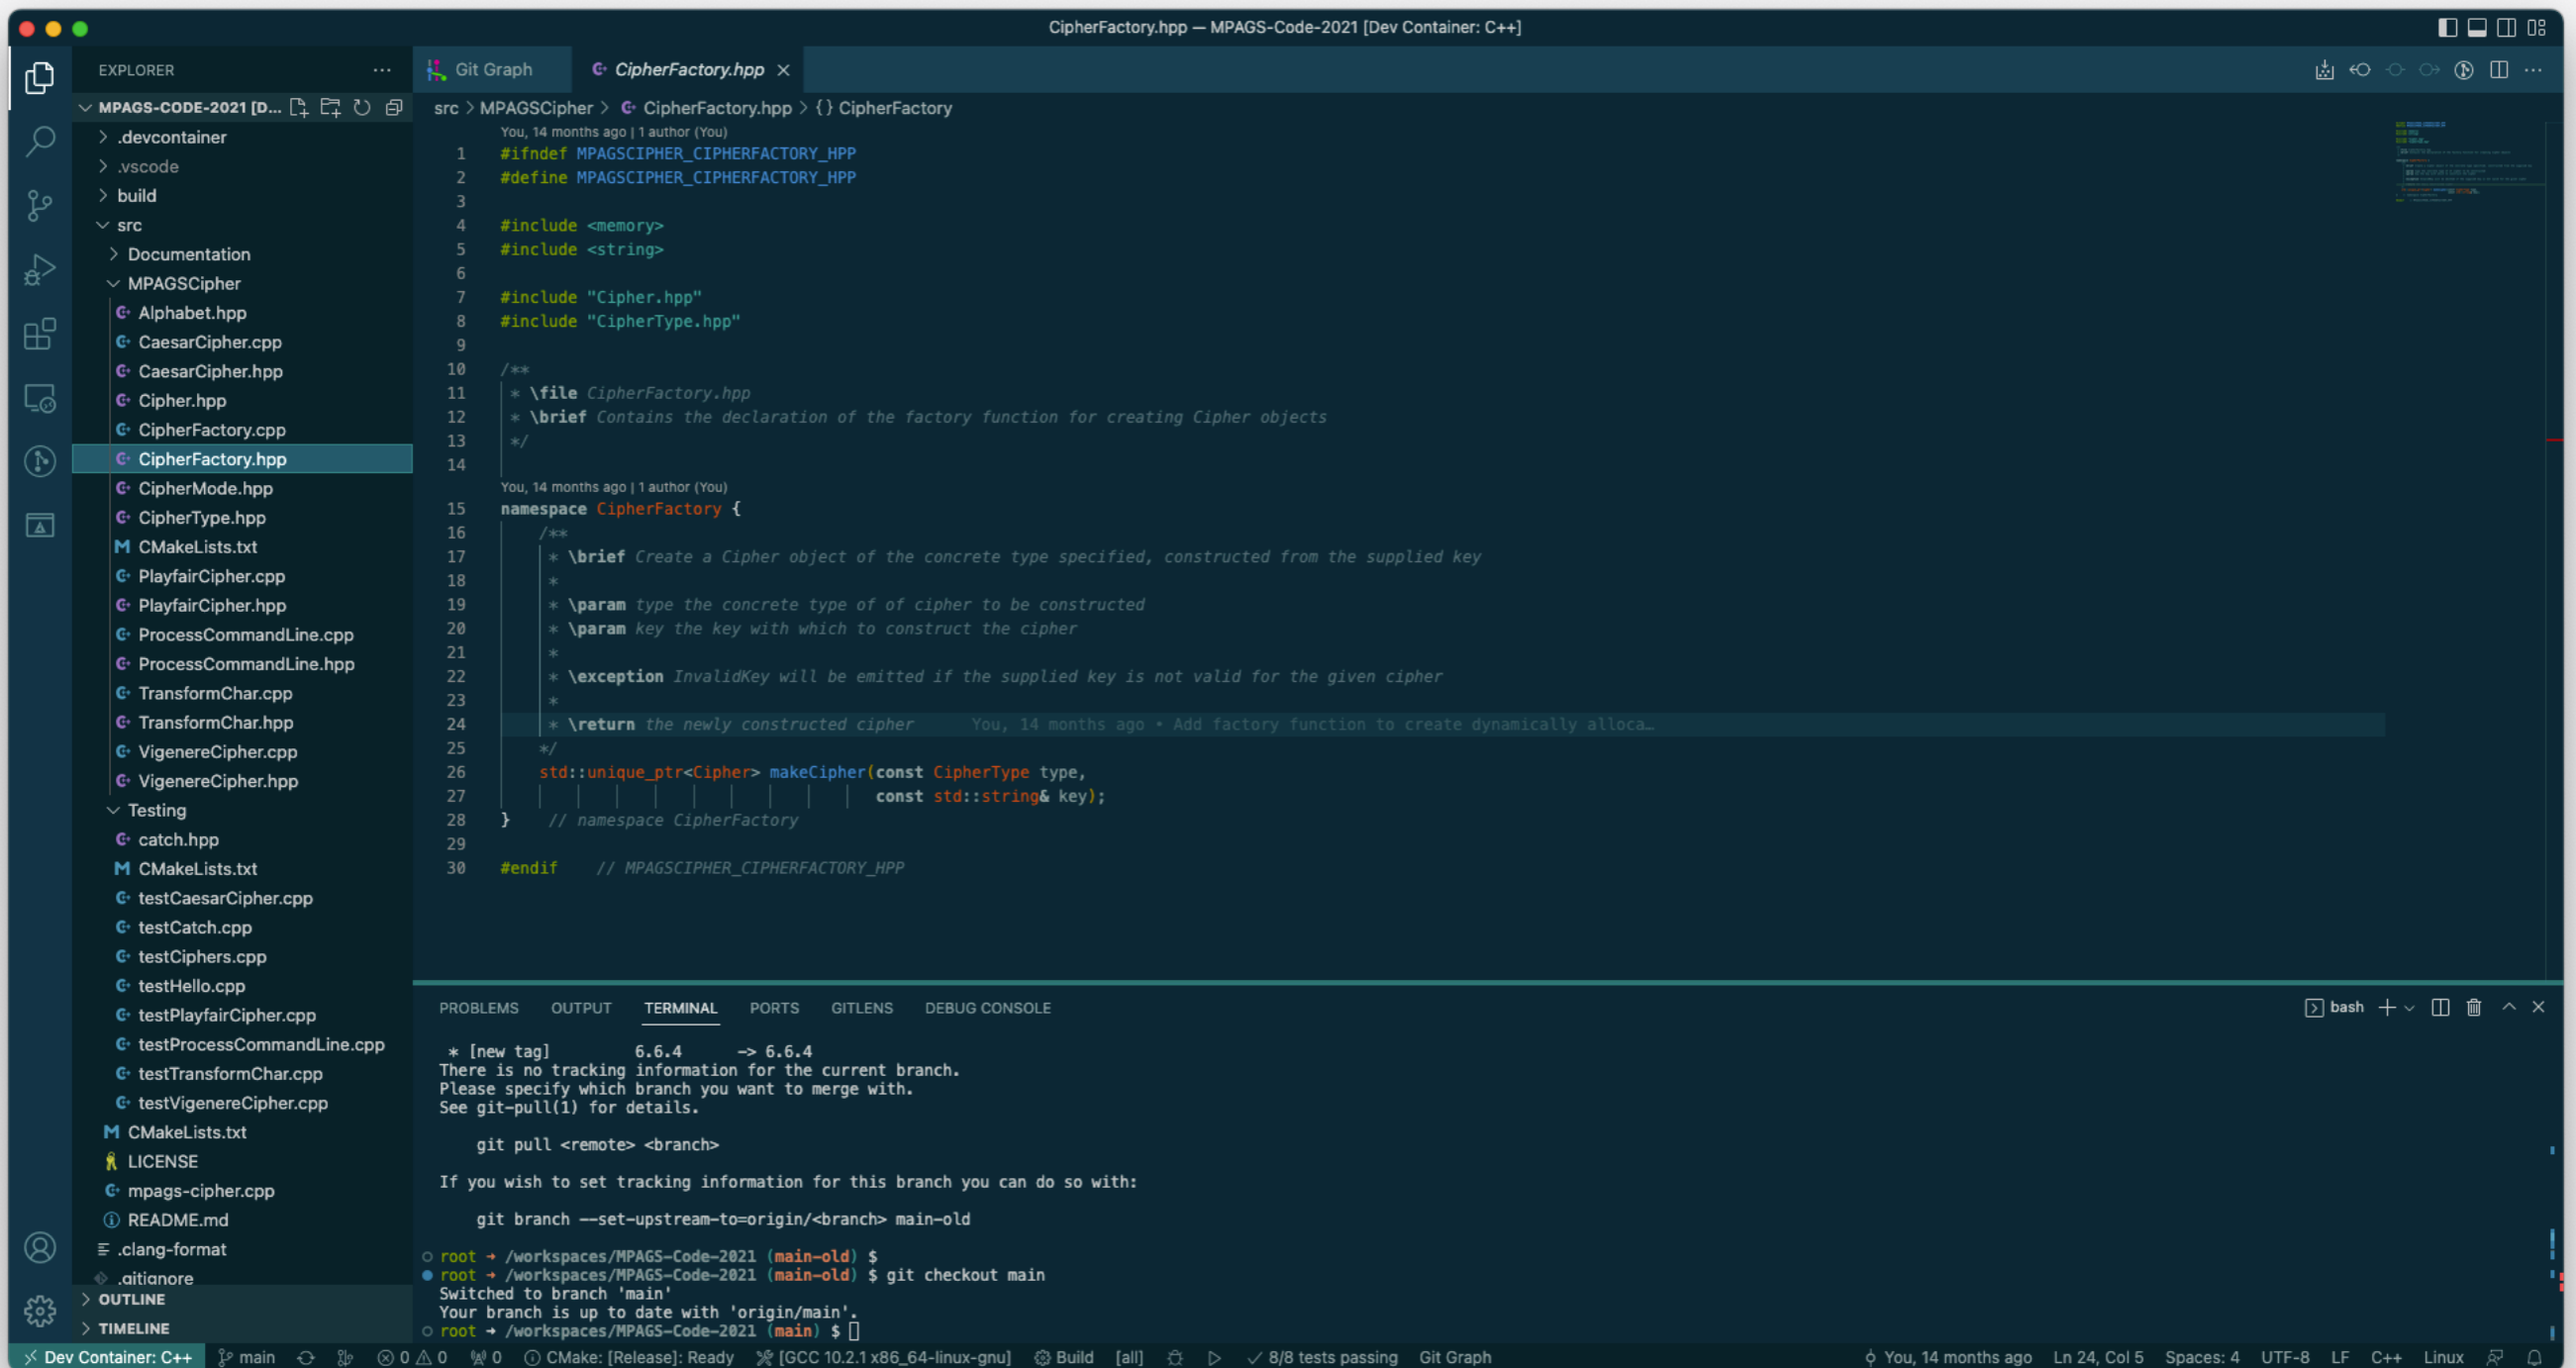 CipherFactory.hpp — MPAGS-Code-2021 [Dev Container: C++]
EXPLORER
Git Graph
CipherFactory.hpp
MPAGS-CODE-2021 [D...
src > MPAGSCipher > CipherFactory.hpp > {} CipherFactory
.devcontainer
.vscode
build
src
Documentation
MPAGSCipher
Alphabet.hpp
CaesarCipher.cpp
CaesarCipher.hpp
Cipher.hpp
CipherFactory.cpp
CipherFactory.hpp
CipherMode.hpp
CipherType.hpp
CMakeLists.txt
PlayfairCipher.cpp
PlayfairCipher.hpp
ProcessCommandLine.cpp
ProcessCommandLine.hpp
TransformChar.cpp
TransformChar.hpp
VigenereCipher.cpp
VigenereCipher.hpp
Testing
catch.hpp
CMakeLists.txt
testCaesarCipher.cpp
testCatch.cpp
testCiphers.cpp
testHello.cpp
testPlayfairCipher.cpp
testProcessCommandLine.cpp
testTransformChar.cpp
testVigenereCipher.cpp
CMakeLists.txt
LICENSE
mpags-cipher.cpp
README.md
.clang-format
.gitignore
OUTLINE
TIMELINE
You, 14 months ago | 1 author (You)
1 #ifndef MPAGSCIPHER_CIPHERFACTORY_HPP
2 #define MPAGSCIPHER_CIPHERFACTORY_HPP
3
4 #include <memory>
5 #include <string>
6
7 #include "Cipher.hpp"
8 #include "CipherType.hpp"
9
10 /**
11 * \file CipherFactory.hpp
12 * \brief Contains the declaration of the factory function for creating Cipher objects
13 */
14
You, 14 months ago | 1 author (You)
15 namespace CipherFactory {
16 /**
17 * \brief Create a Cipher object of the concrete type specified, constructed from the supplied key
18 *
19 * \param type the concrete type of of cipher to be constructed
20 * \param key the key with which to construct the cipher
21 *
22 * \exception InvalidKey will be emitted if the supplied key is not valid for the given cipher
23 *
24 * \return the newly constructed cipher You, 14 months ago • Add factory function to create dynamically alloca…
25 */
26 std::unique_ptr<Cipher> makeCipher(const CipherType type,
27 const std::string& key);
28 } // namespace CipherFactory
29
30 #endif // MPAGSCIPHER_CIPHERFACTORY_HPP
PROBLEMS OUTPUT TERMINAL PORTS GITLENS DEBUG CONSOLE
bash
* [new tag] 6.6.4 -> 6.6.4
There is no tracking information for the current branch.
Please specify which branch you want to merge with.
See git-pull(1) for details.
git pull <remote> <branch>
If you wish to set tracking information for this branch you can do so with:
git branch --set-upstream-to=origin/<branch> main-old
root → /workspaces/MPAGS-Code-2021 (main-old) $
root → /workspaces/MPAGS-Code-2021 (main-old) $ git checkout main
Switched to branch 'main'
Your branch is up to date with 'origin/main'.
root → /workspaces/MPAGS-Code-2021 (main) $
Dev Container: C++ main 0 0 0 CMake: [Release]: Ready [GCC 10.2.1 x86_64-linux-gnu] Build [all] 8/8 tests passing Git Graph You, 14 months ago Ln 24, Col 5 Spaces: 4 UTF-8 LF C++ Linux